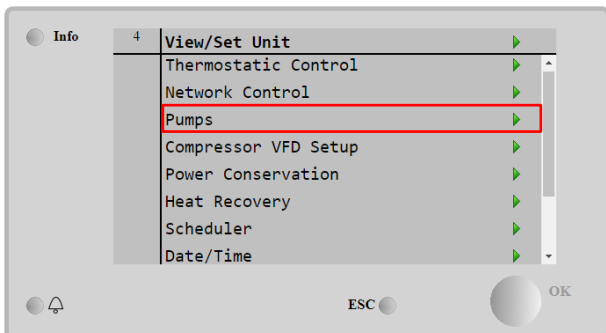 Info
4 View/Set Unit
Thermostatic Control
Network Control
Pumps
Compressor VFD Setup
Power Conservation
Heat Recovery
Scheduler
Date/Time
ESC
OK